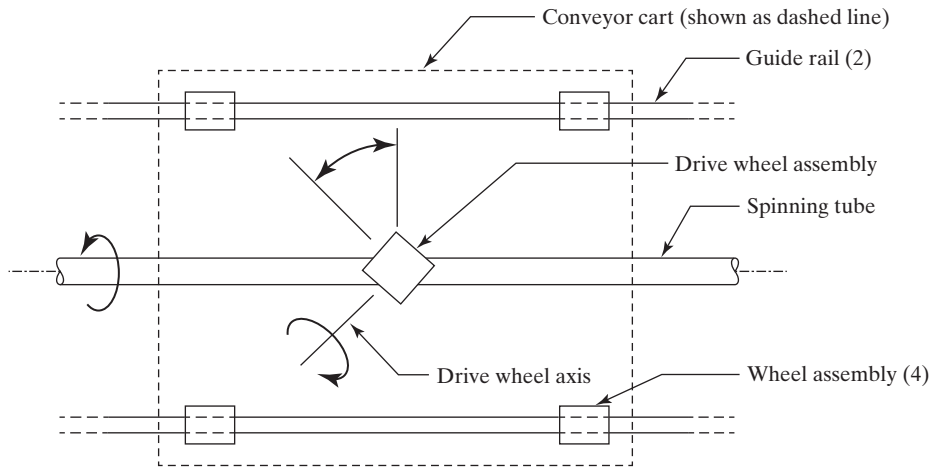 Conveyor cart (shown as dashed line)
Guide rail (2)
Drive wheel assembly
Spinning tube
Drive wheel axis
Wheel assembly (4)